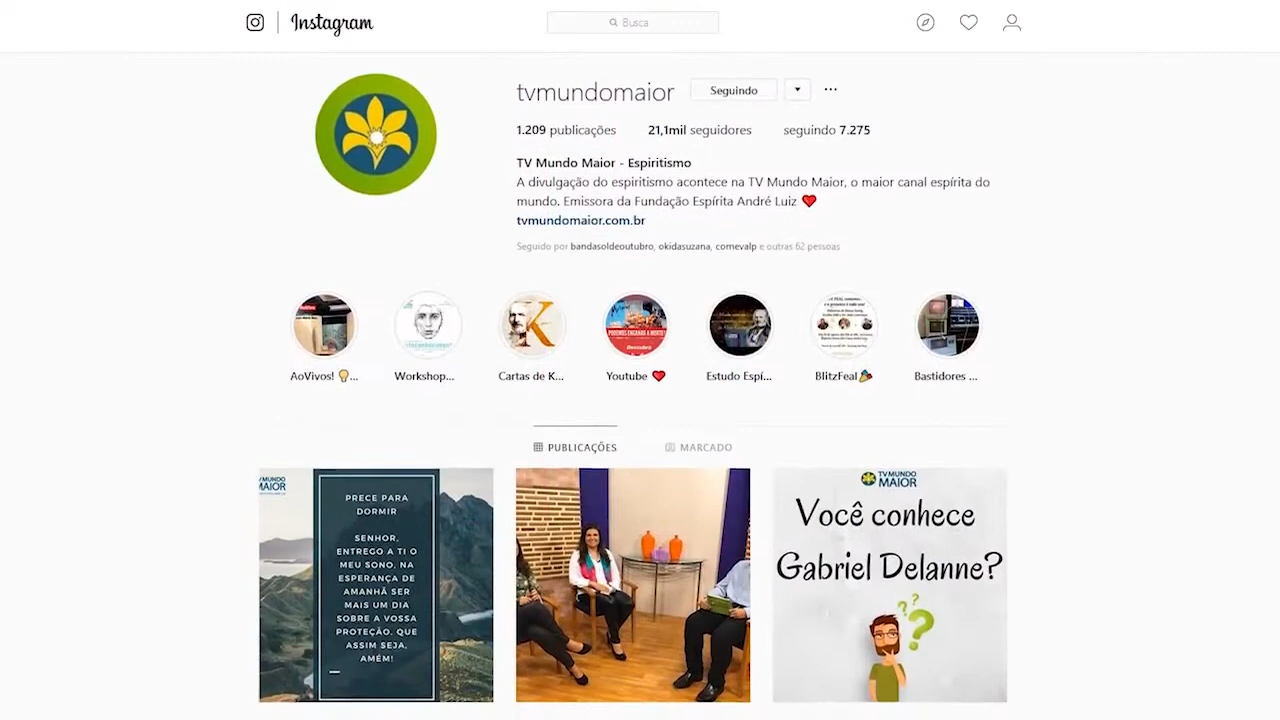 Instagram
Busca
tvmundomaior
Seguindo
1.209 publicações
21,1mil seguidores
seguindo 7.275
TV Mundo Maior - Espiritismo
A divulgação do espiritismo acontece na TV Mundo Maior, o maior canal espírita do
mundo. Emissora da Fundação Espírita André Luiz ❤️
tvmundomaior.com.br
Seguido por bandasoldeoutubro, okidasuzana, comevalp e outras 62 pessoas
K
PODEMOS ENGANAR A MORTE?
AoVivos! 💡...
Workshop...
Cartas de K...
Youtube ❤️
Estudo Espí...
BlitzFeal🎉
Bastidores ...
PUBLICAÇÕES
MARCADO
MAIOR
PRECE PARA
DORMIR
SENHOR,
ENTREGO A TI O
MEU SONO, NA
ESPERANÇA DE
AMANHÃ SER
MAIS UM DIA
SOBRE A VOSSA
PROTEÇÃO. QUE
ASSIM SEJA,
AMÉM!
TV MUNDO
MAIOR
Você conhece
Gabriel Delanne?